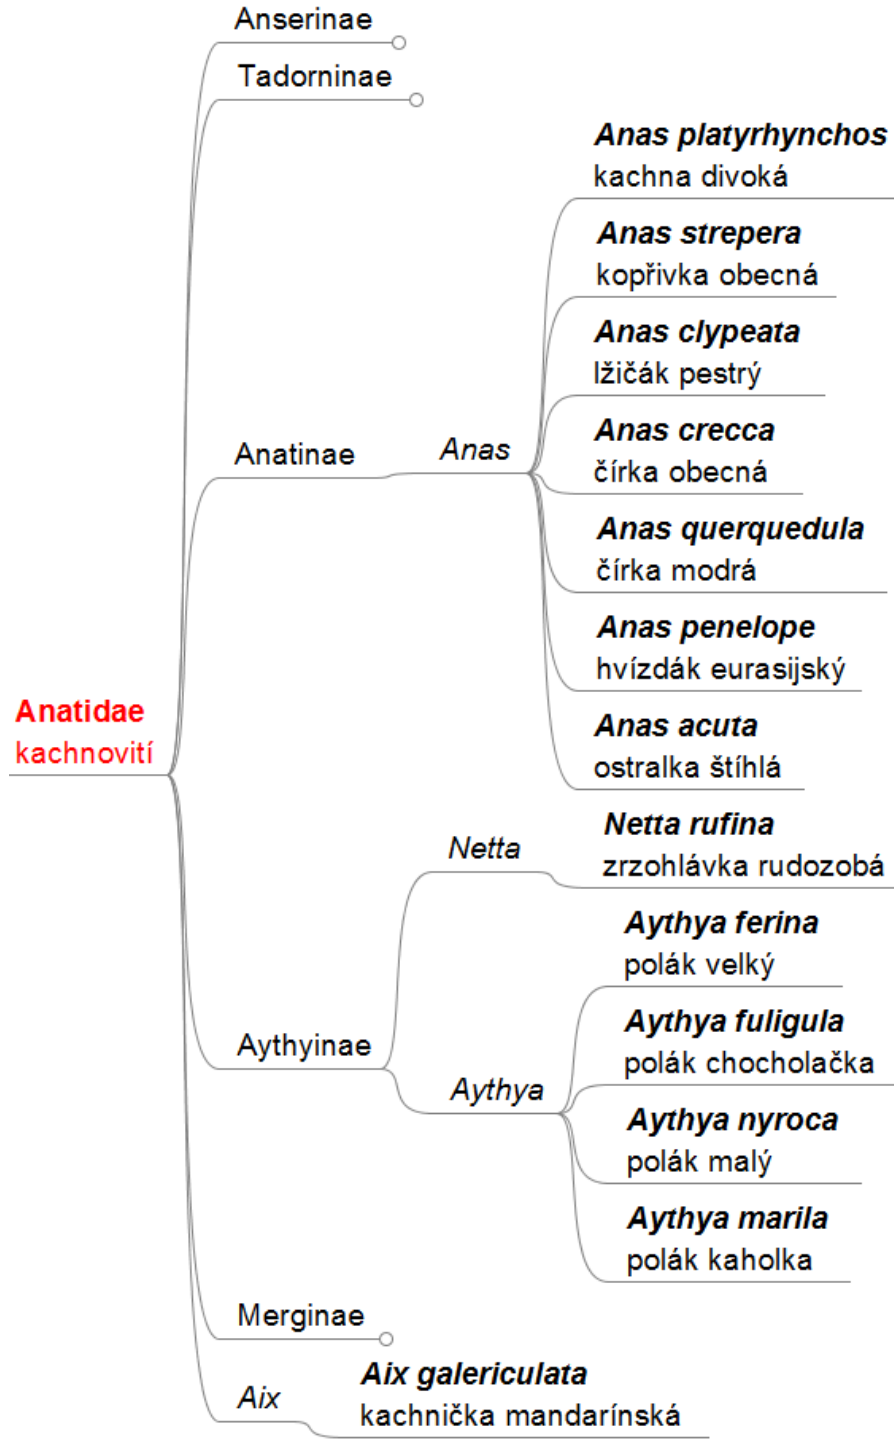 Anserinae
Tadorninae
Anas platyrhynchos
kachna divoká
Anas strepera
kopřivka obecná
Anas clypeata
lžičák pestrý
Anas crecca
čírka obecná
Anatinae
Anas
Anas querquedula
čírka modrá
Anas penelope
hvízdák eurasijský
Anas acuta
ostralka štíhlá
Anatidae
kachnovití
Netta
Netta rufina
zrzohlávka rudozobá
Aythya ferina
polák velký
Aythya fuligula
polák chocholačka
Aythyinae
Aythya
Aythya nyroca
polák malý
Aythya marila
polák kaholka
Merginae
Aix
Aix galericulata
kachnička mandarínská